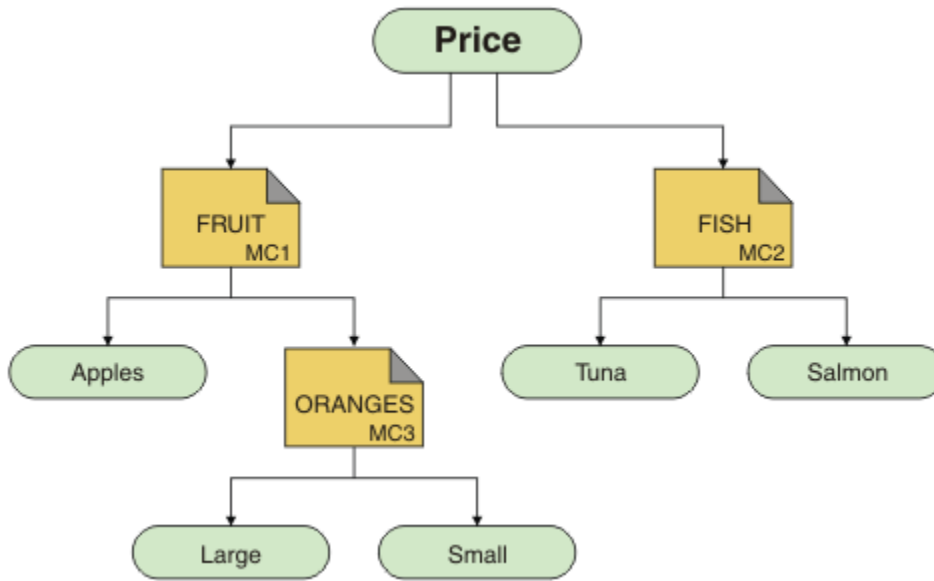 Price
FRUIT
MC1
FISH
MC2
Apples
ORANGES
MC3
Tuna
Salmon
Large
Small